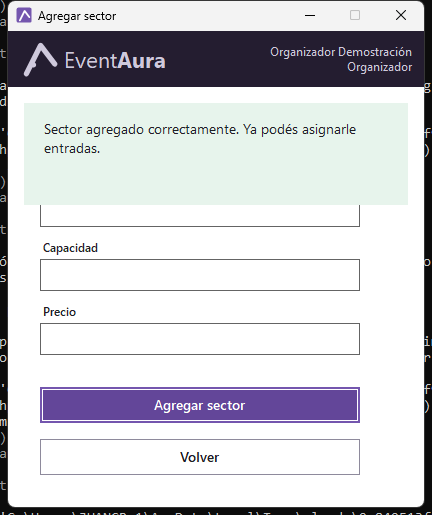 Agregar sector
EventAura
Organizador Demostración
Organizador
Sector agregado correctamente. Ya podés asignarle
entradas.
Capacidad
Precio
Agregar sector
Volver